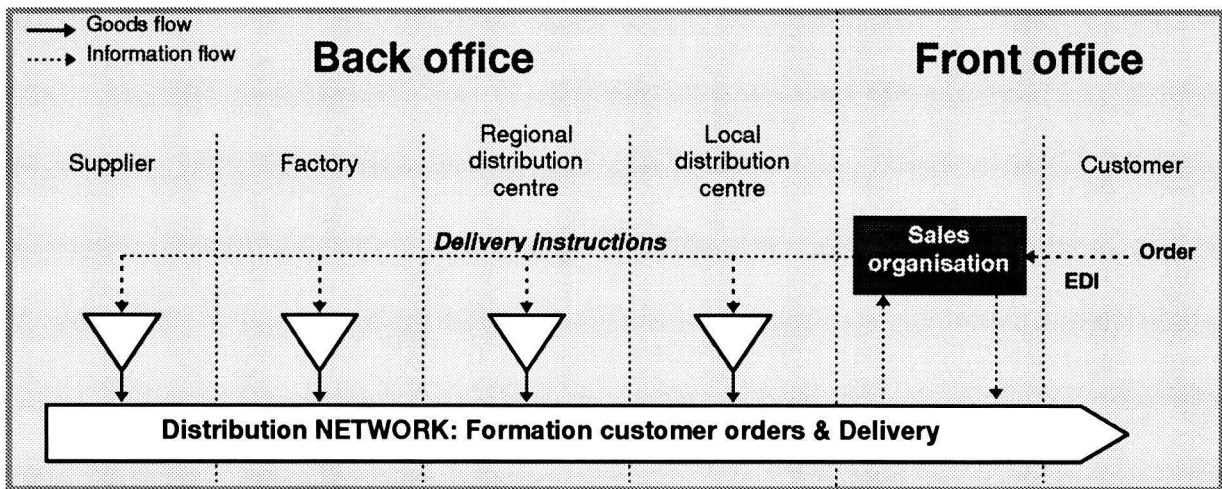 Goods flow
Information flow
Back office
Front office
Supplier
Factory
Regional
distribution
centre
Local
distribution
centre
Customer
Delivery instructions
Sales
organisation
Order
EDI
Distribution NETWORK: Formation customer orders & Delivery